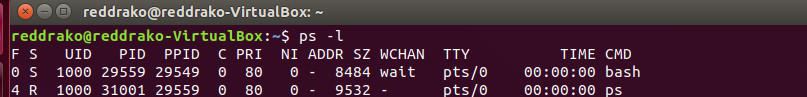 reddrako@reddrako-VirtualBox: ~
reddrako@reddrako-VirtualBox:~$ ps -l
F S   UID   PID  PPID  C PRI  NI ADDR SZ WCHAN  TTY          TIME CMD
0 S  1000 29559 29549  0  80   0 -  8484 wait   pts/0    00:00:00 bash
4 R  1000 31001 29559  0  80   0 -  9532 -      pts/0    00:00:00 ps